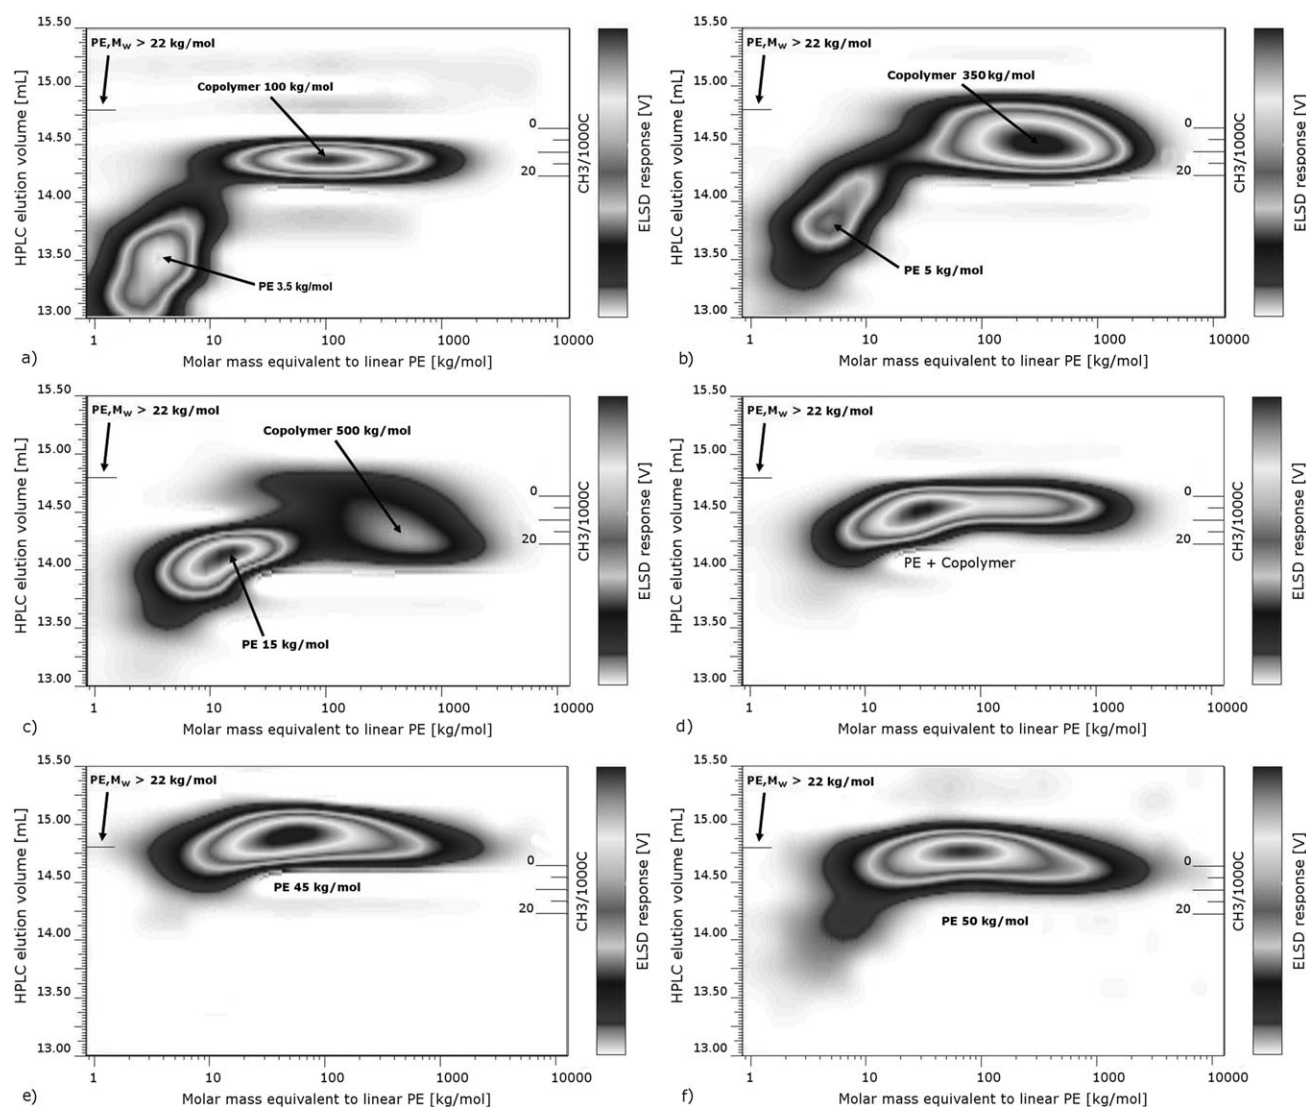 15.50
15.00
14.50
14.00
13.50
13.00
HPLC elution volume [mL]
PE,Mw > 22 kg/mol
Copolymer 100 kg/mol
PE 3.5 kg/mol
0
20
CH3/1000C
ELSD response [V]
1 10 100 1000 10000
a) Molar mass equivalent to linear PE [kg/mol]
15.50
15.00
14.50
14.00
13.50
13.00
HPLC elution volume [mL]
PE,Mw > 22 kg/mol
Copolymer 350 kg/mol
PE 5 kg/mol
0
20
CH3/1000C
ELSD response [V]
1 10 100 1000 10000
b) Molar mass equivalent to linear PE [kg/mol]
15.50
15.00
14.50
14.00
13.50
13.00
HPLC elution volume [mL]
PE,Mw > 22 kg/mol
Copolymer 500 kg/mol
PE 15 kg/mol
0
20
CH3/1000C
ELSD response [V]
1 10 100 1000 10000
c) Molar mass equivalent to linear PE [kg/mol]
15.50
15.00
14.50
14.00
13.50
13.00
HPLC elution volume [mL]
PE,Mw > 22 kg/mol
PE + Copolymer
0
20
CH3/1000C
ELSD response [V]
1 10 100 1000 10000
d) Molar mass equivalent to linear PE [kg/mol]
15.50
15.00
14.50
14.00
13.50
13.00
HPLC elution volume [mL]
PE,Mw > 22 kg/mol
PE 45 kg/mol
0
20
CH3/1000C
ELSD response [V]
1 10 100 1000 10000
e) Molar mass equivalent to linear PE [kg/mol]
15.50
15.00
14.50
14.00
13.50
13.00
HPLC elution volume [mL]
PE,Mw > 22 kg/mol
PE 50 kg/mol
0
20
CH3/1000C
ELSD response [V]
1 10 100 1000 10000
f) Molar mass equivalent to linear PE [kg/mol]